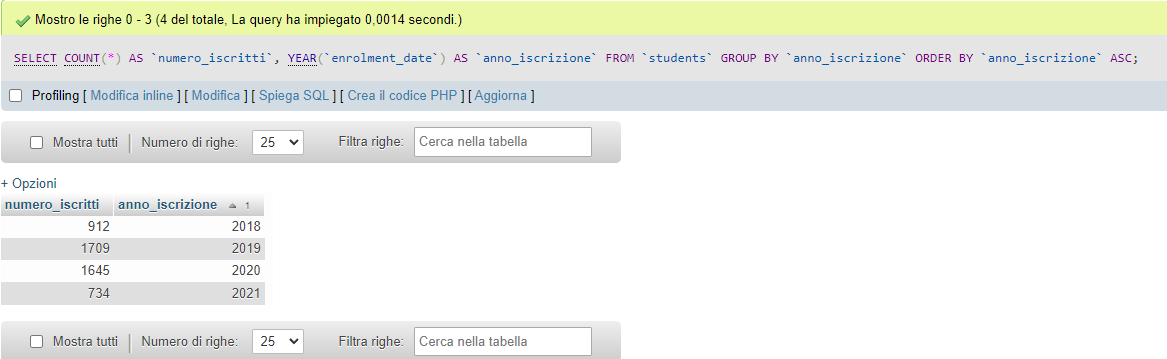 Mostro le righe 0 - 3 (4 del totale, La query ha impiegato 0,0014 secondi.)
SELECT COUNT(*) AS `numero_iscritti`, YEAR(`enrolment_date`) AS `anno_iscrizione` FROM `students` GROUP BY `anno_iscrizione` ORDER BY `anno_iscrizione` ASC;
Profiling [ Modifica inline ] [ Modifica ] [ Spiega SQL ] [ Crea il codice PHP ] [ Aggiorna ]
Mostra tutti | Numero di righe: 25 Filtra righe: Cerca nella tabella
+ Opzioni
numero_iscritti anno_iscrizione 1
912 2018
1709 2019
1645 2020
734 2021
Mostra tutti | Numero di righe: 25 Filtra righe: Cerca nella tabella